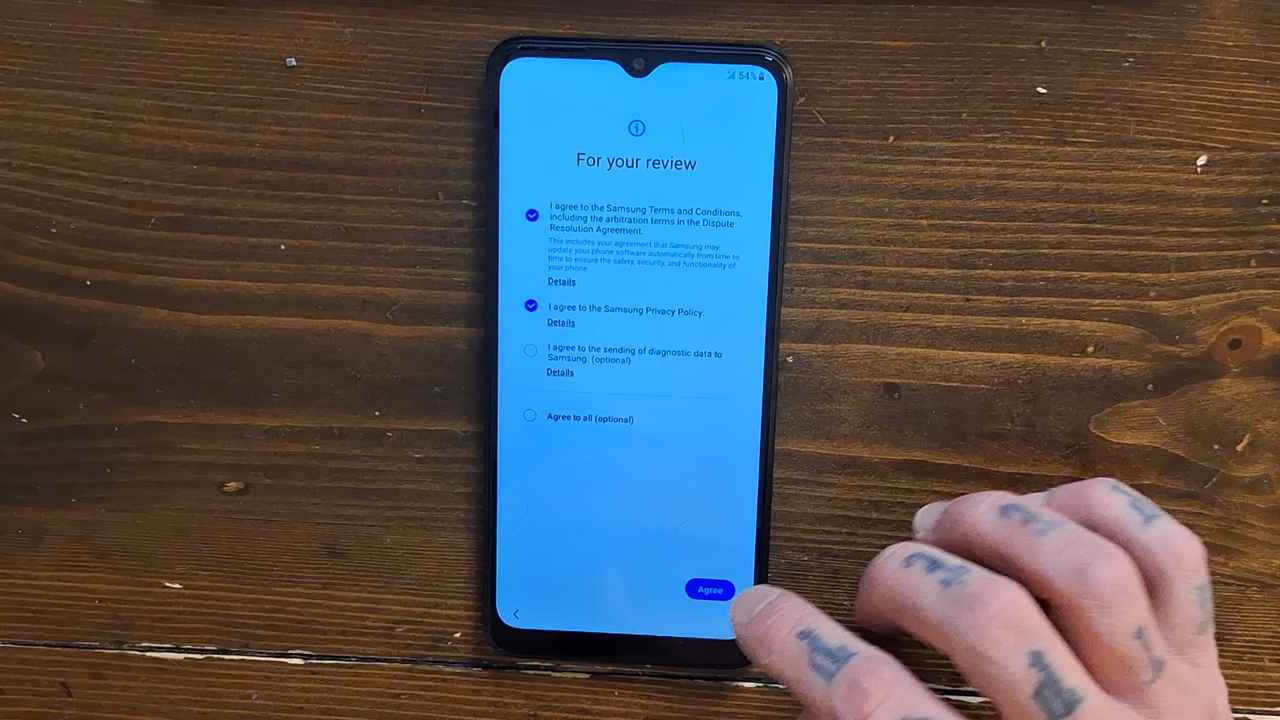 54%
For your review
I agree to the Samsung Terms and Conditions,
including the arbitration terms in the Dispute
Resolution Agreement.
This includes your agreement that Samsung may
update your phone software automatically from time to
time to ensure the safety, security, and functionality of
your phone.
Details
I agree to the Samsung Privacy Policy.
Details
I agree to the sending of diagnostic data to
Samsung. (optional)
Details
Agree to all (optional)
Agree